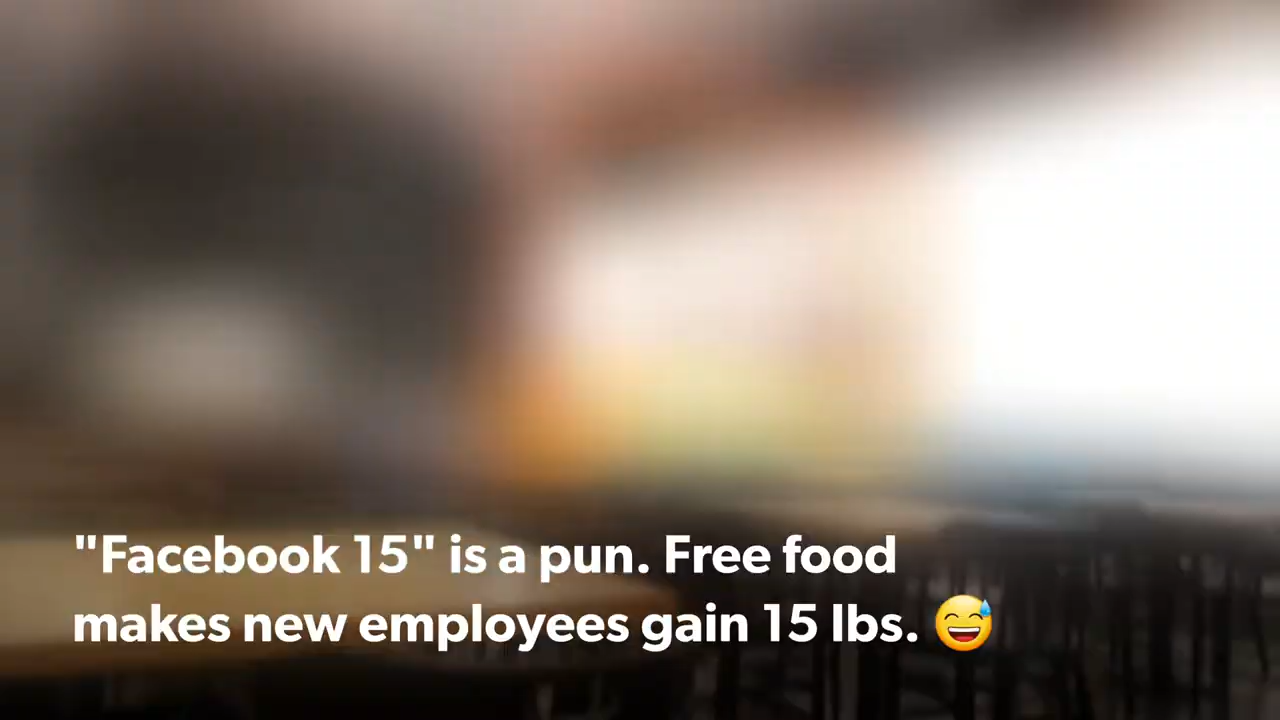 "Facebook 15" is a pun. Free food
makes new employees gain 15 lbs. 😅